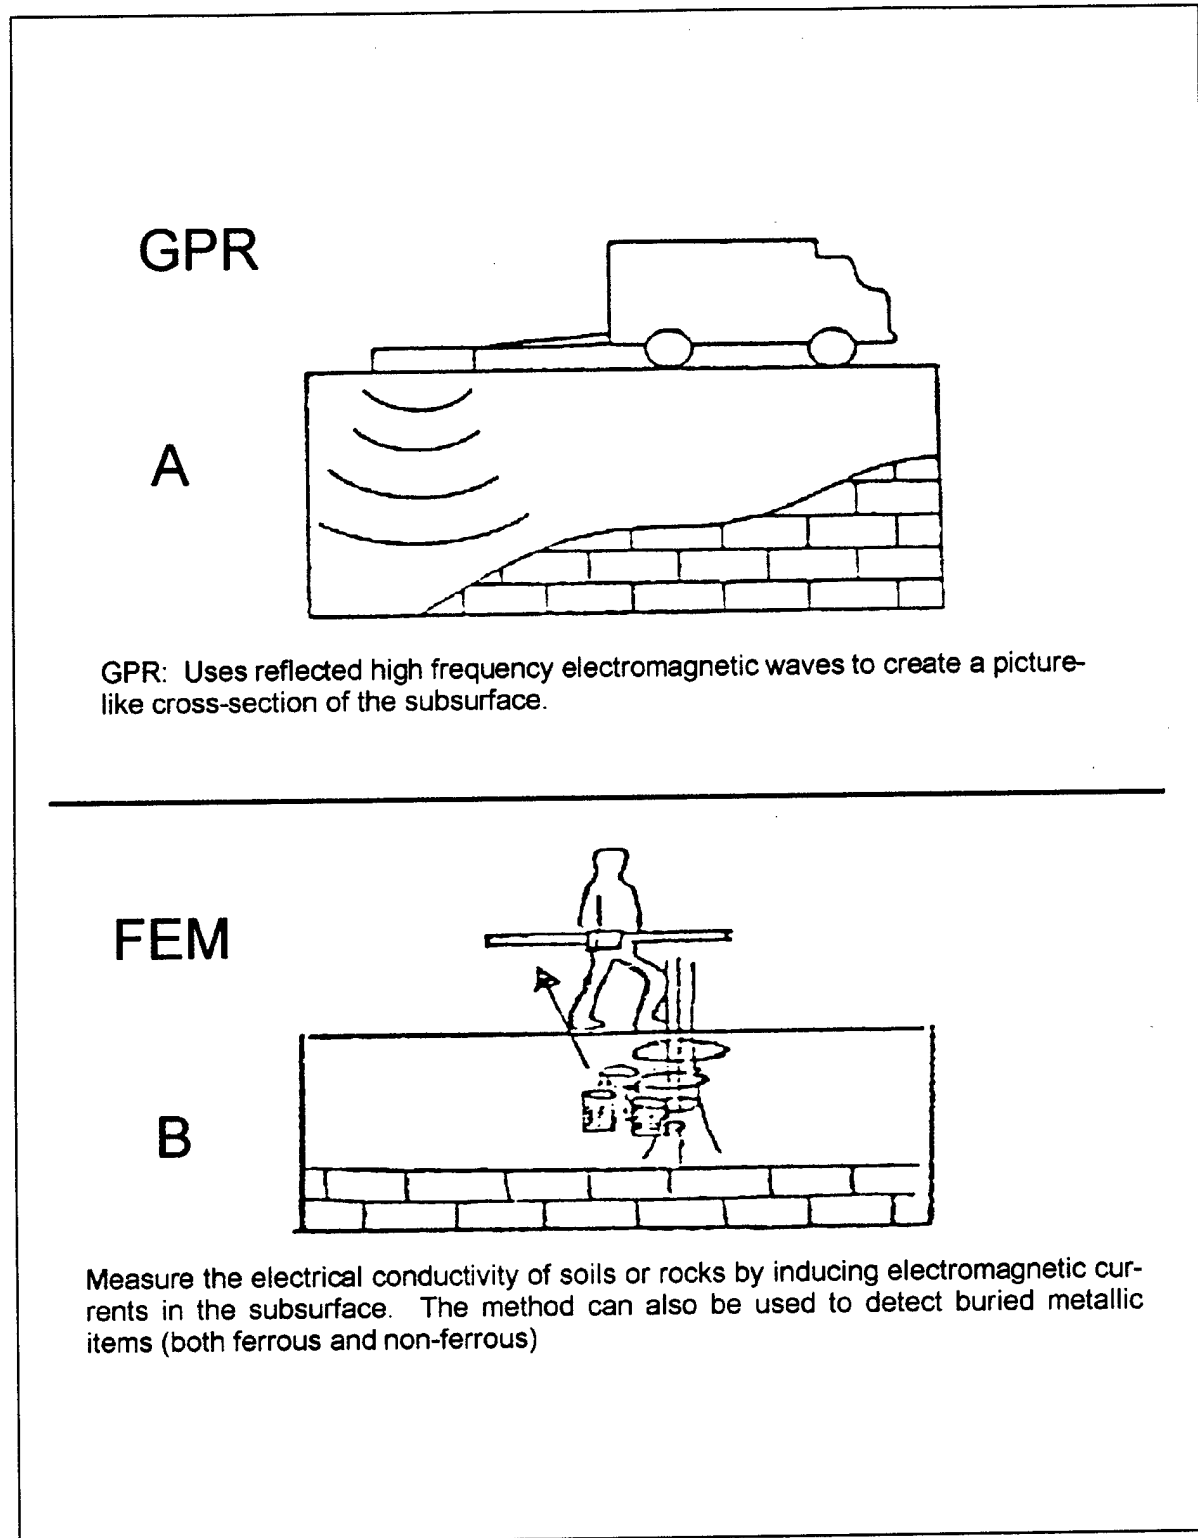 GPR
A
GPR: Uses reflected high frequency electromagnetic waves to create a picture-
like cross-section of the subsurface.
FEM
B
Measure the electrical conductivity of soils or rocks by inducing electromagnetic cur-
rents in the subsurface. The method can also be used to detect buried metallic
items (both ferrous and non-ferrous)